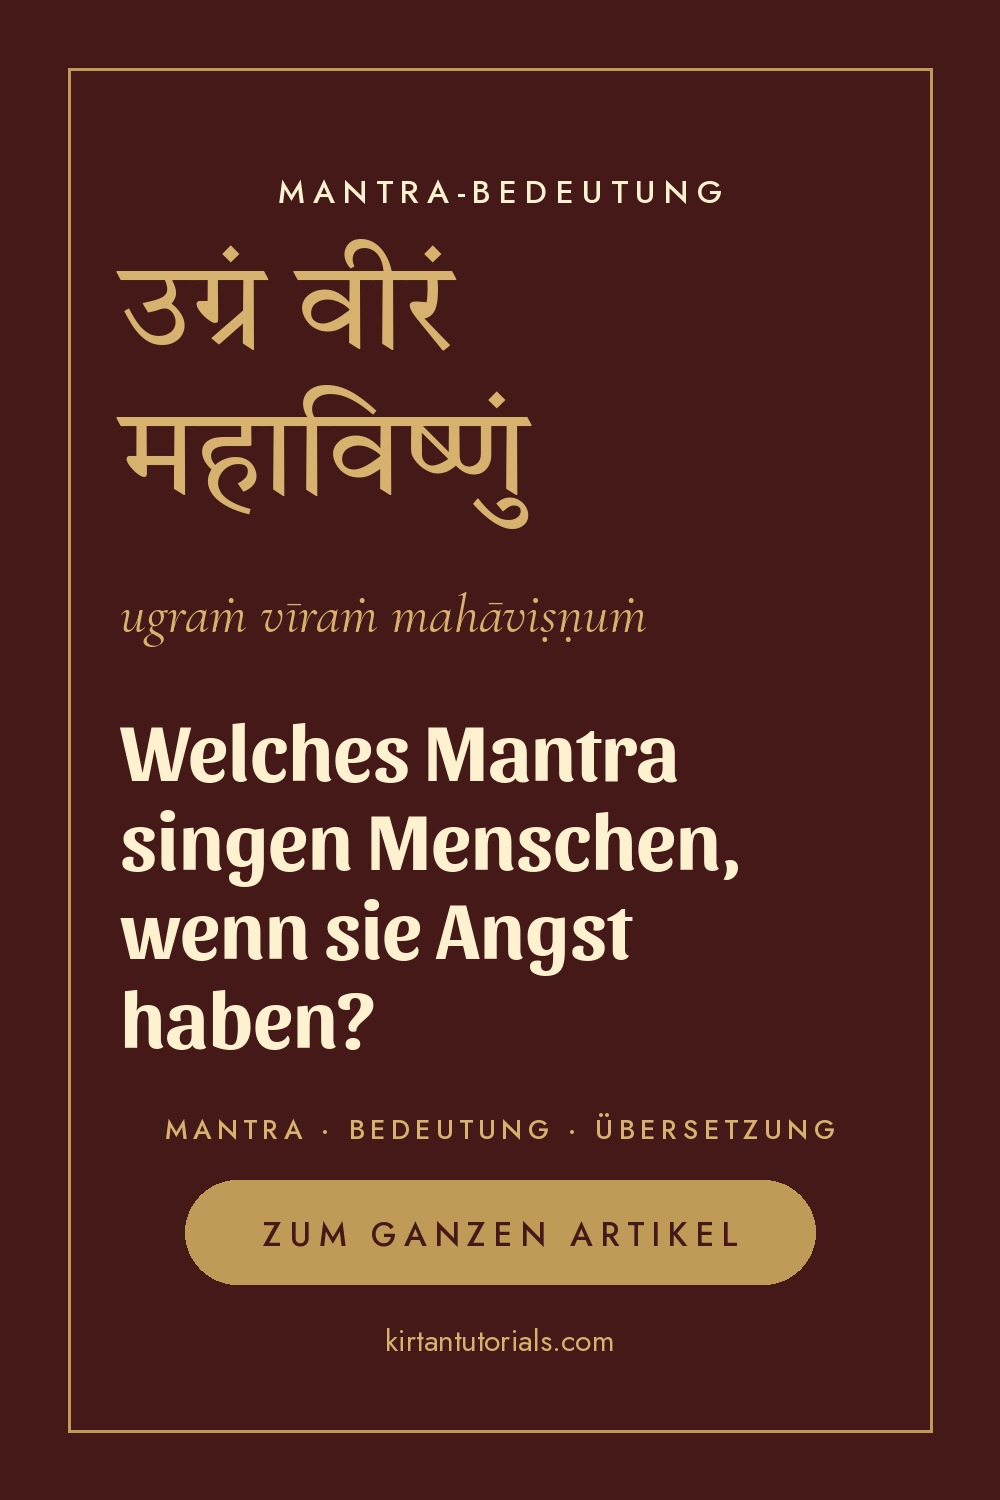 MANTRA-BEDEUTUNG
उग्रं वीरं
महाविष्णुं
ugraṁ vīraṁ mahāviṣṇuṁ
Welches Mantra
singen Menschen,
wenn sie Angst
haben?
MANTRA · BEDEUTUNG · ÜBERSETZUNG
ZUM GANZEN ARTIKEL
kirtantutorials.com